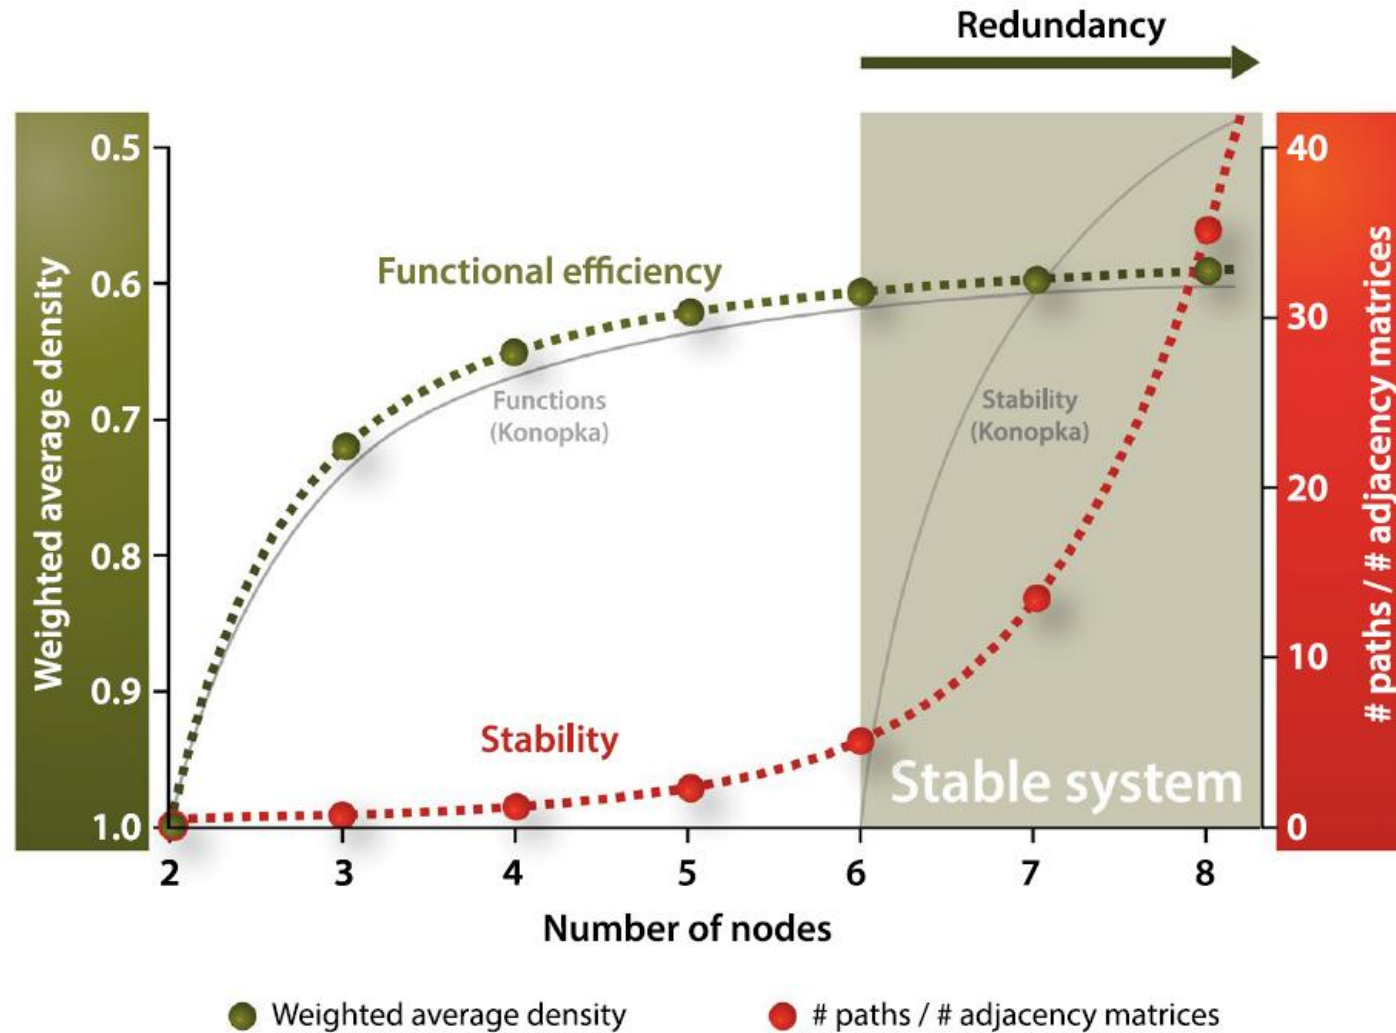 Redundancy
Weighted average density
0.5
0.6
0.7
0.8
0.9
1.0
Functional efficiency
Functions
(Konopka)
Stability
(Konopka)
Stability
Stable system
40
30
20
10
0
# paths / # adjacency matrices
2 3 4 5 6 7 8
Number of nodes
Weighted average density
# paths / # adjacency matrices